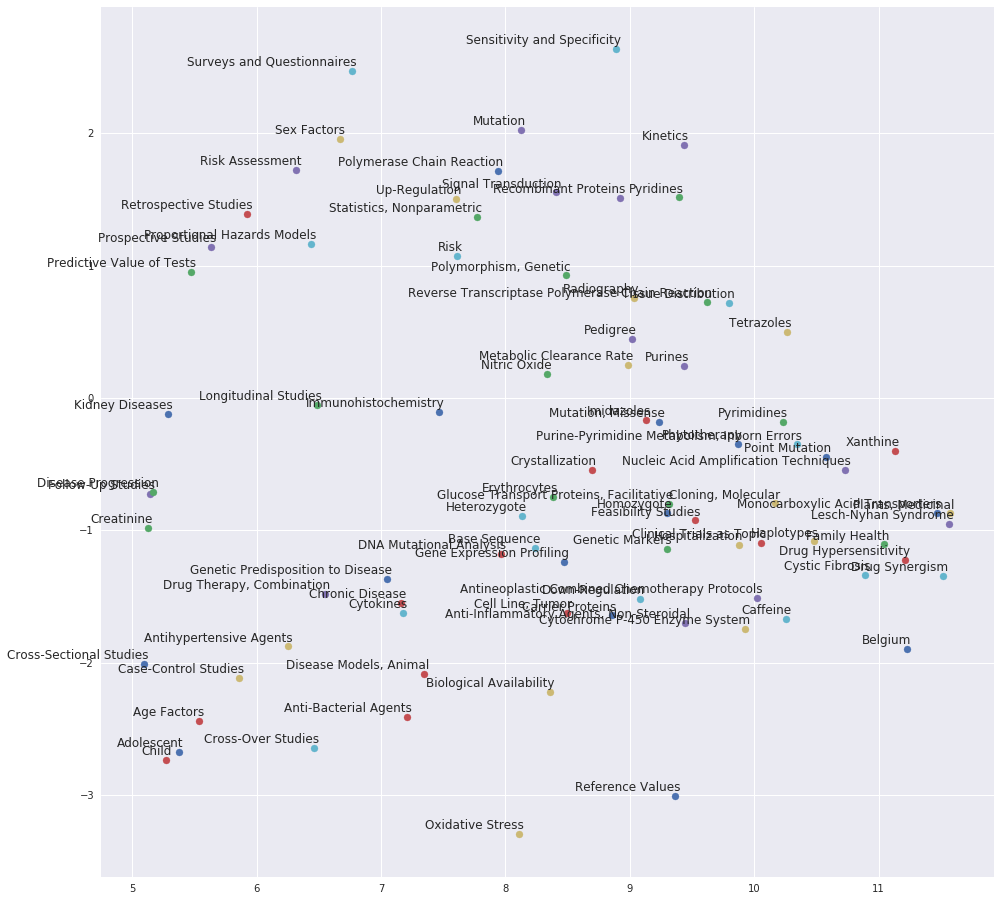 Sensitivity and Specificity
Surveys and Questionnaires
Mutation
Sex Factors
2
Kinetics
Risk Assessment
Polymerase Chain Reaction
Signal Transduction
Up-Regulation
Recombinant Proteins
Pyridines
Retrospective Studies
Statistics, Nonparametric
Proportional Hazards Models
Prospective Studies
Risk
Predictive Value of Tests
1
Polymorphism, Genetic
Radiography
Reverse Transcriptase Polymerase Chain Reaction
Tissue Distribution
Tetrazoles
Pedigree
Metabolic Clearance Rate
Purines
Nitric Oxide
Longitudinal Studies
0
Kidney Diseases
Immunohistochemistry
Imidazoles
Mutation, Missense
Pyrimidines
Phytotherapy
Purine-Pyrimidine Metabolism, Inborn Errors
Point Mutation
Xanthine
Crystallization
Nucleic Acid Amplification Techniques
Disease Progression
Follow-Up Studies
Erythrocytes
Glucose Transport Proteins, Facilitative
Cloning, Molecular
Homozygote
Monocarboxylic Acid Transporters
Plants, Medicinal
Heterozygote
Feasibility Studies
Lesch-Nyhan Syndrome
Creatinine
−1
Base Sequence
Genetic Markers
Clinical Trials as Topic
Hospitalization
Haplotypes
Family Health
DNA Mutational Analysis
Gene Expression Profiling
Drug Hypersensitivity
Genetic Predisposition to Disease
Cystic Fibrosis
Drug Synergism
Drug Therapy, Combination
Chronic Disease
Antineoplastic Combined Chemotherapy Protocols
Down-Regulation
Cytokines
Cell Line, Tumor
Carrier Proteins
Anti-Inflammatory Agents, Non-Steroidal
Cytochrome P-450 Enzyme System
Caffeine
Antihypertensive Agents
Belgium
Cross-Sectional Studies
−2
Case-Control Studies
Disease Models, Animal
Biological Availability
Age Factors
Anti-Bacterial Agents
Adolescent
Cross-Over Studies
Child
−3
Reference Values
Oxidative Stress
5 6 7 8 9 10 11